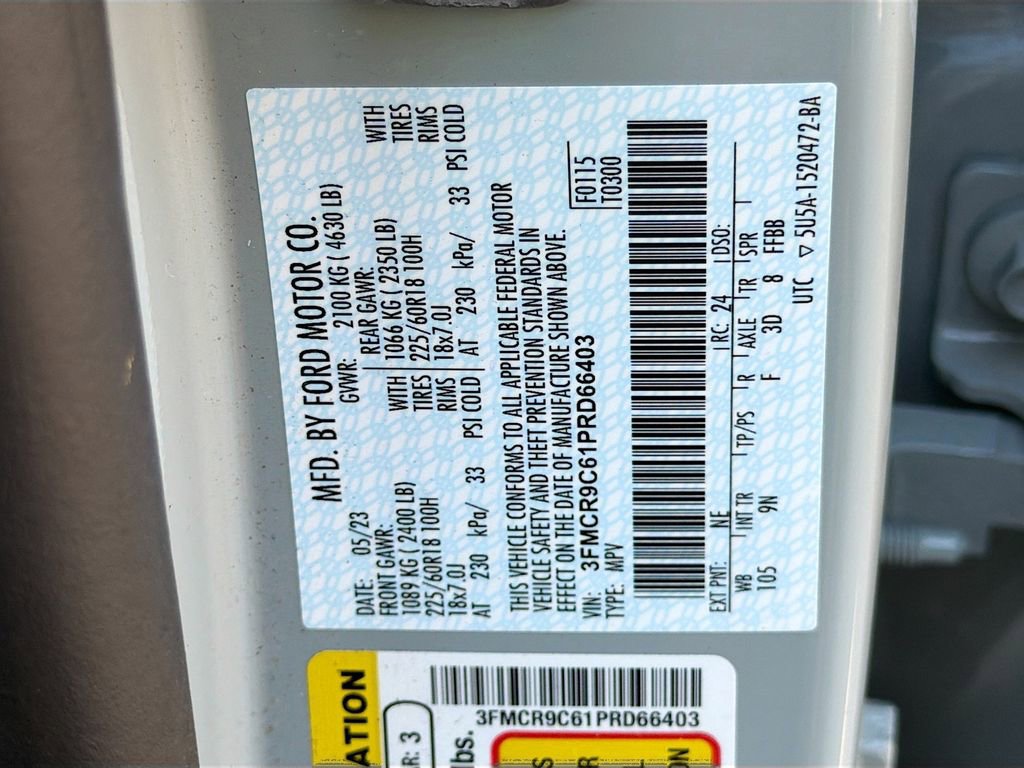 MFD. BY FORD MOTOR CO.
DATE: 05/23 GVWR: 2100 KG ( 4630 LB)
FRONT GAWR: REAR GAWR:
1089 KG ( 2400 LB) WITH 1066 KG ( 2350 LB) WITH
225/60R18 100H TIRES 225/60R18 100H TIRES
18x7.0J RIMS 18x7.0J RIMS
AT 230 kPa/ 33 PSI COLD AT 230 kPa/ 33 PSI COLD
THIS VEHICLE CONFORMS TO ALL APPLICABLE FEDERAL MOTOR
VEHICLE SAFETY AND THEFT PREVENTION STANDARDS IN
EFFECT ON THE DATE OF MANUFACTURE SHOWN ABOVE.
VIN: 3FMCR9C61PRD66403 F0115
TYPE: MPV T0300
EXT PNT: NE RC: 24 DSO:
WB INT TR TP/PS R AXLE TR SPR
105 9N F 3D 8 FFBB
UTC ▽ 5U5A-1520472-BA
3FMCR9C61PRD66403
ATION
AR: 3
lbs.
S
R
ON